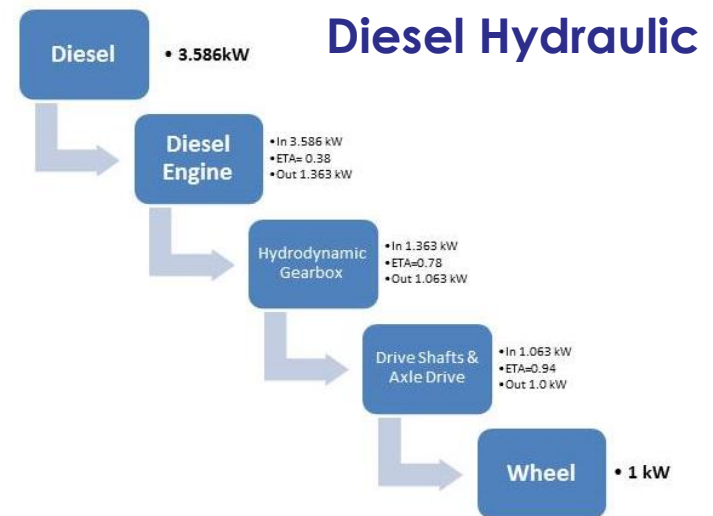 Diesel Hydraulic
Diesel
• 3.586kW
Diesel
Engine
•In 3.586 kW
•ETA= 0.38
•Out 1.363 kW
Hydrodynamic
Gearbox
•In 1.363 kW
•ETA=0.78
•Out 1.063 kW
Drive Shafts &
Axle Drive
•In 1.063 kW
•ETA=0.94
•Out 1.0 kW
Wheel
• 1 kW